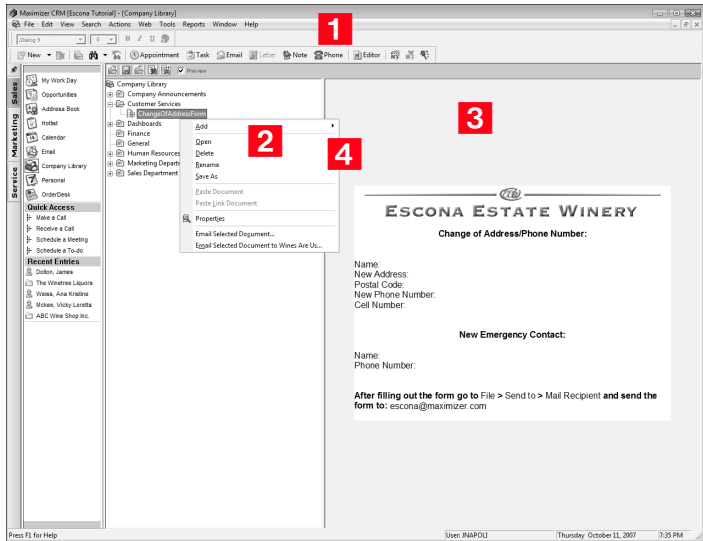 Maximizer CRM [Escona Tutorial] - [Company Library]
File Edit View Search Actions Web Tools Reports Window Help
Dialog 9 0 B I U
New Appointment Task Email Letter Note Phone Editor
Preview
1
Sales
Marketing
Service
My Work Day
Opportunities
Address Book
Hotlist
Calendar
Email
Company Library
Personal
OrderDesk
Quick Access
Make a Call
Receive a Call
Schedule a Meeting
Schedule a To-do
Recent Entries
Dolton, James
The Winetree Liquors
Weiss, Ana Kristine
Mckee, Vicky Loretta
ABC Wine Shop Inc.
Company Library
Company Announcements
Customer Services
ChangeOfAddressForm
Dashboards
Finance
General
Human Resources
Marketing Departm
Sales Department
2
Add
Open
Delete
Rename
Save As
Paste Document
Paste Link Document
Properties
Email Selected Document...
Email Selected Document to Wines Are Us...
4
3
ESCONA ESTATE WINERY
Change of Address/Phone Number:
Name:
New Address:
Postal Code:
New Phone Number:
Cell Number:
New Emergency Contact:
Name:
Phone Number:
After filling out the form go to File > Send to > Mail Recipient and send the
form to: escona@maximizer.com
Press F1 for Help
User: JNAPOLI
Thursday October 11, 2007
7:35 PM